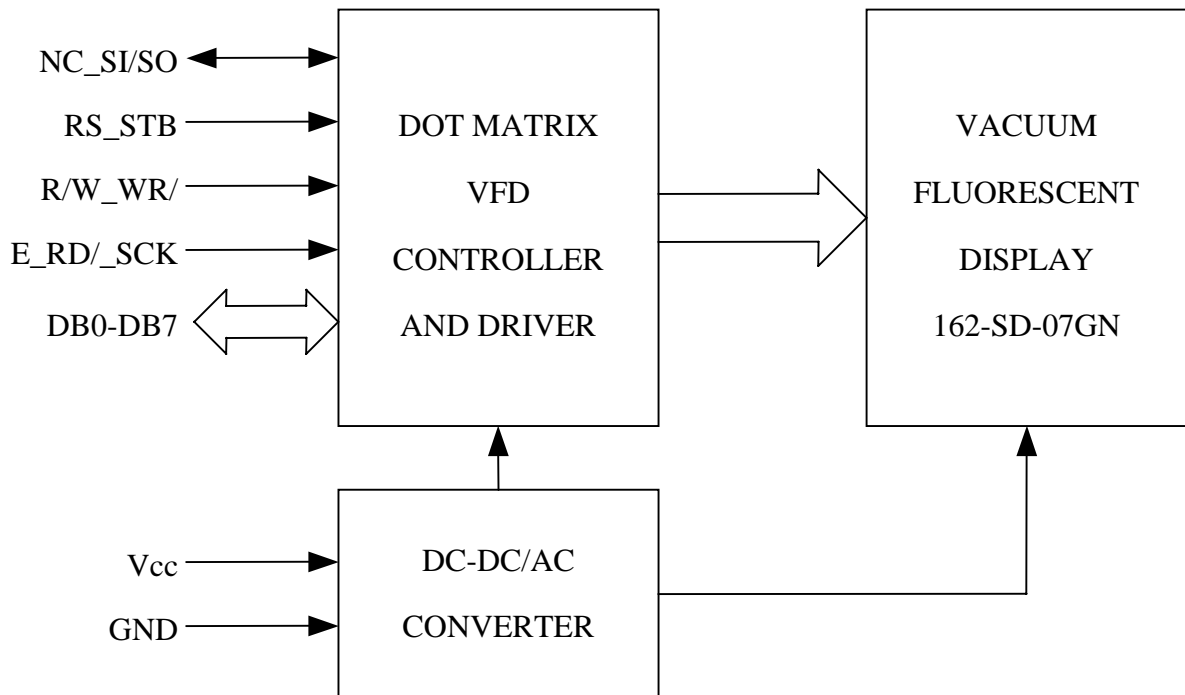 NC_SI/SO
RS_STB
R/W_WR/
E_RD/_SCK
DB0-DB7
DOT MATRIX
VFD
CONTROLLER
AND DRIVER
VACUUM
FLUORESCENT
DISPLAY
162-SD-07GN
Vcc
GND
DC-DC/AC
CONVERTER